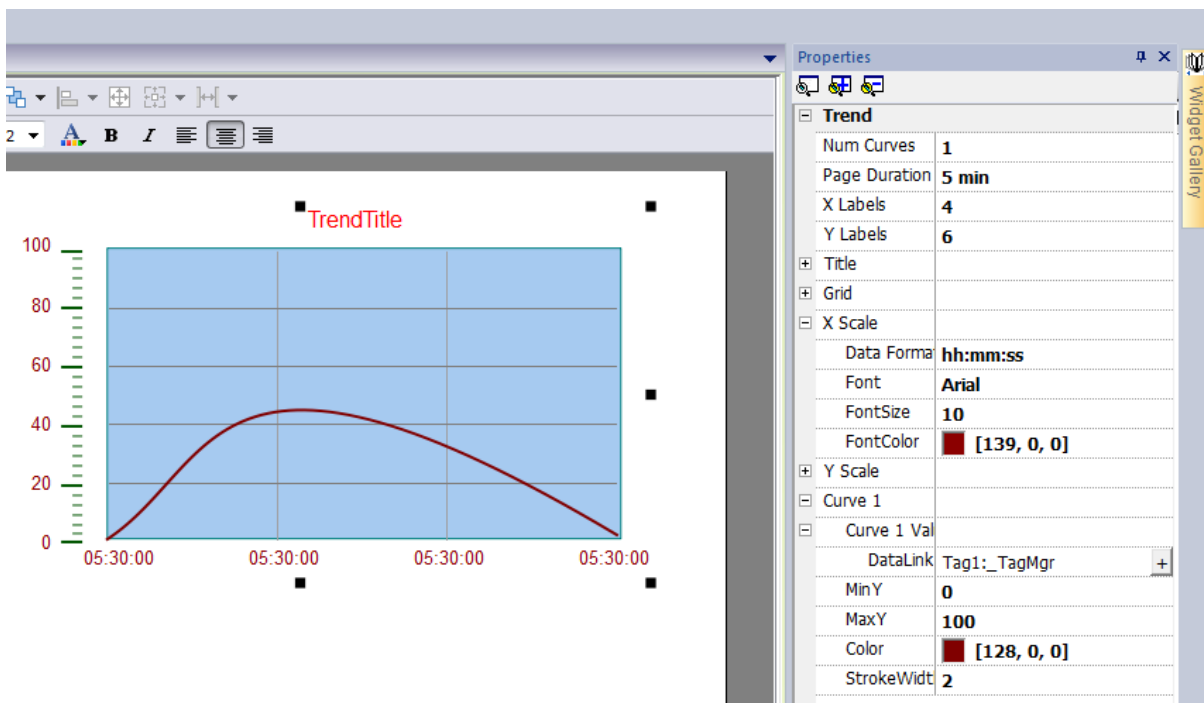 Properties
Widget Gallery
2
A B I
Trend
Num Curves 1
Page Duration 5 min
X Labels 4
Y Labels 6
Title
Grid
X Scale
Data Forma hh:mm:ss
Font Arial
FontSize 10
FontColor [139, 0, 0]
Y Scale
Curve 1
Curve 1 Val
DataLink Tag1:_TagMgr +
MinY 0
MaxY 100
Color [128, 0, 0]
StrokeWidt 2
TrendTitle
100
80
60
40
20
0
05:30:00 05:30:00 05:30:00 05:30:00